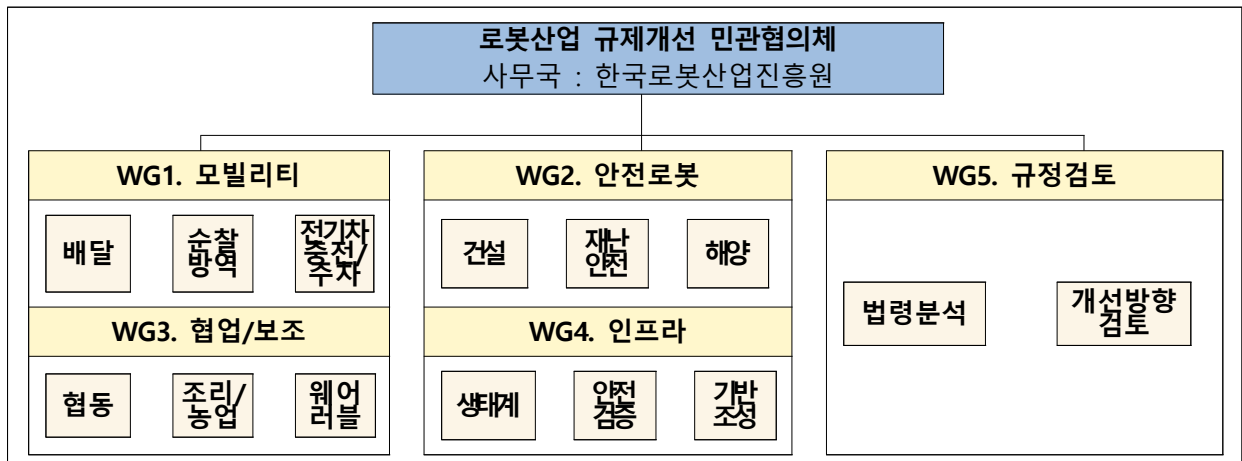 로봇산업 규제개선 민관협의체
사무국 : 한국로봇산업진흥원
WG1. 모빌리티
배달
순찰
방역
전기차
충전/
주차
WG2. 안전로봇
건설
재난
안전
해양
WG3. 협업/보조
협동
조리/
농업
웨어
러블
WG4. 인프라
생태계
안전
검증
기반
조성
WG5. 규정검토
법령분석
개선방향
검토